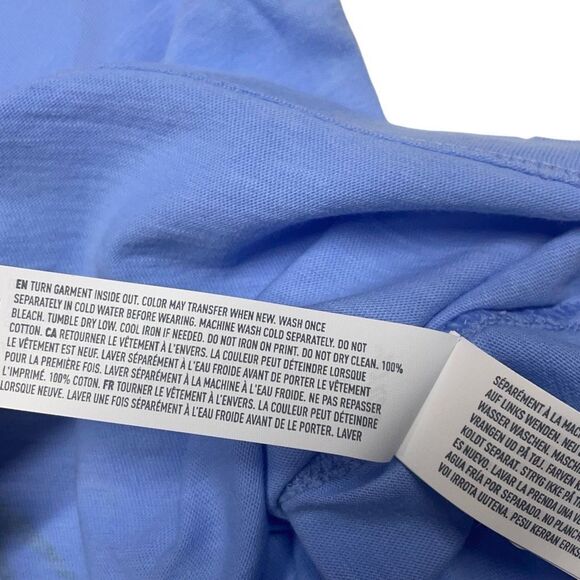 EN TURN GARMENT INSIDE OUT. COLOR MAY TRANSFER WHEN NEW. WASH ONCE
SEPARATELY IN COLD WATER BEFORE WEARING. MACHINE WASH COLD SEPARATELY. DO NOT
BLEACH. TUMBLE DRY LOW. COOL IRON IF NEEDED. DO NOT IRON ON PRINT. DO NOT DRY CLEAN. 100%
COTTON. CA RETOURNER LE VÊTEMENT À L'ENVERS. LA COULEUR PEUT DÉTEINDRE LORSQUE
LE VÊTEMENT EST NEUF. LAVER SÉPARÉMENT À L'EAU FROIDE AVANT DE PORTER LE VÊTEMENT
POUR LA PREMIÈRE FOIS. LAVER SÉPARÉMENT À LA MACHINE À L'EAU FROIDE. NE PAS REPASSER
L'IMPRIMÉ. 100% COTON. FR TOURNER LE VÊTEMENT À L'ENVERS. LA COULEUR PEUT DÉTEINDRE
LORSQUE NEUVE. LAVER UNE FOIS SÉPARÉMENT À L'EAU FROIDE AVANT DE LE PORTER. LAVER
SÉPARÉMENT À LA
AUF LINKS WENDEN.
WASSER WASCHEN.
VRANGEN UD PÅ TØJ. FARVEN
KOLDT SEPARAT. STRYG IKKE PÅ
ES NUEVO. LAVAR LA PRENDA UNA
AGUA FRÍA POR SEPARADO. NO
VOI IRROTA UUTENA. PESU KERRAN